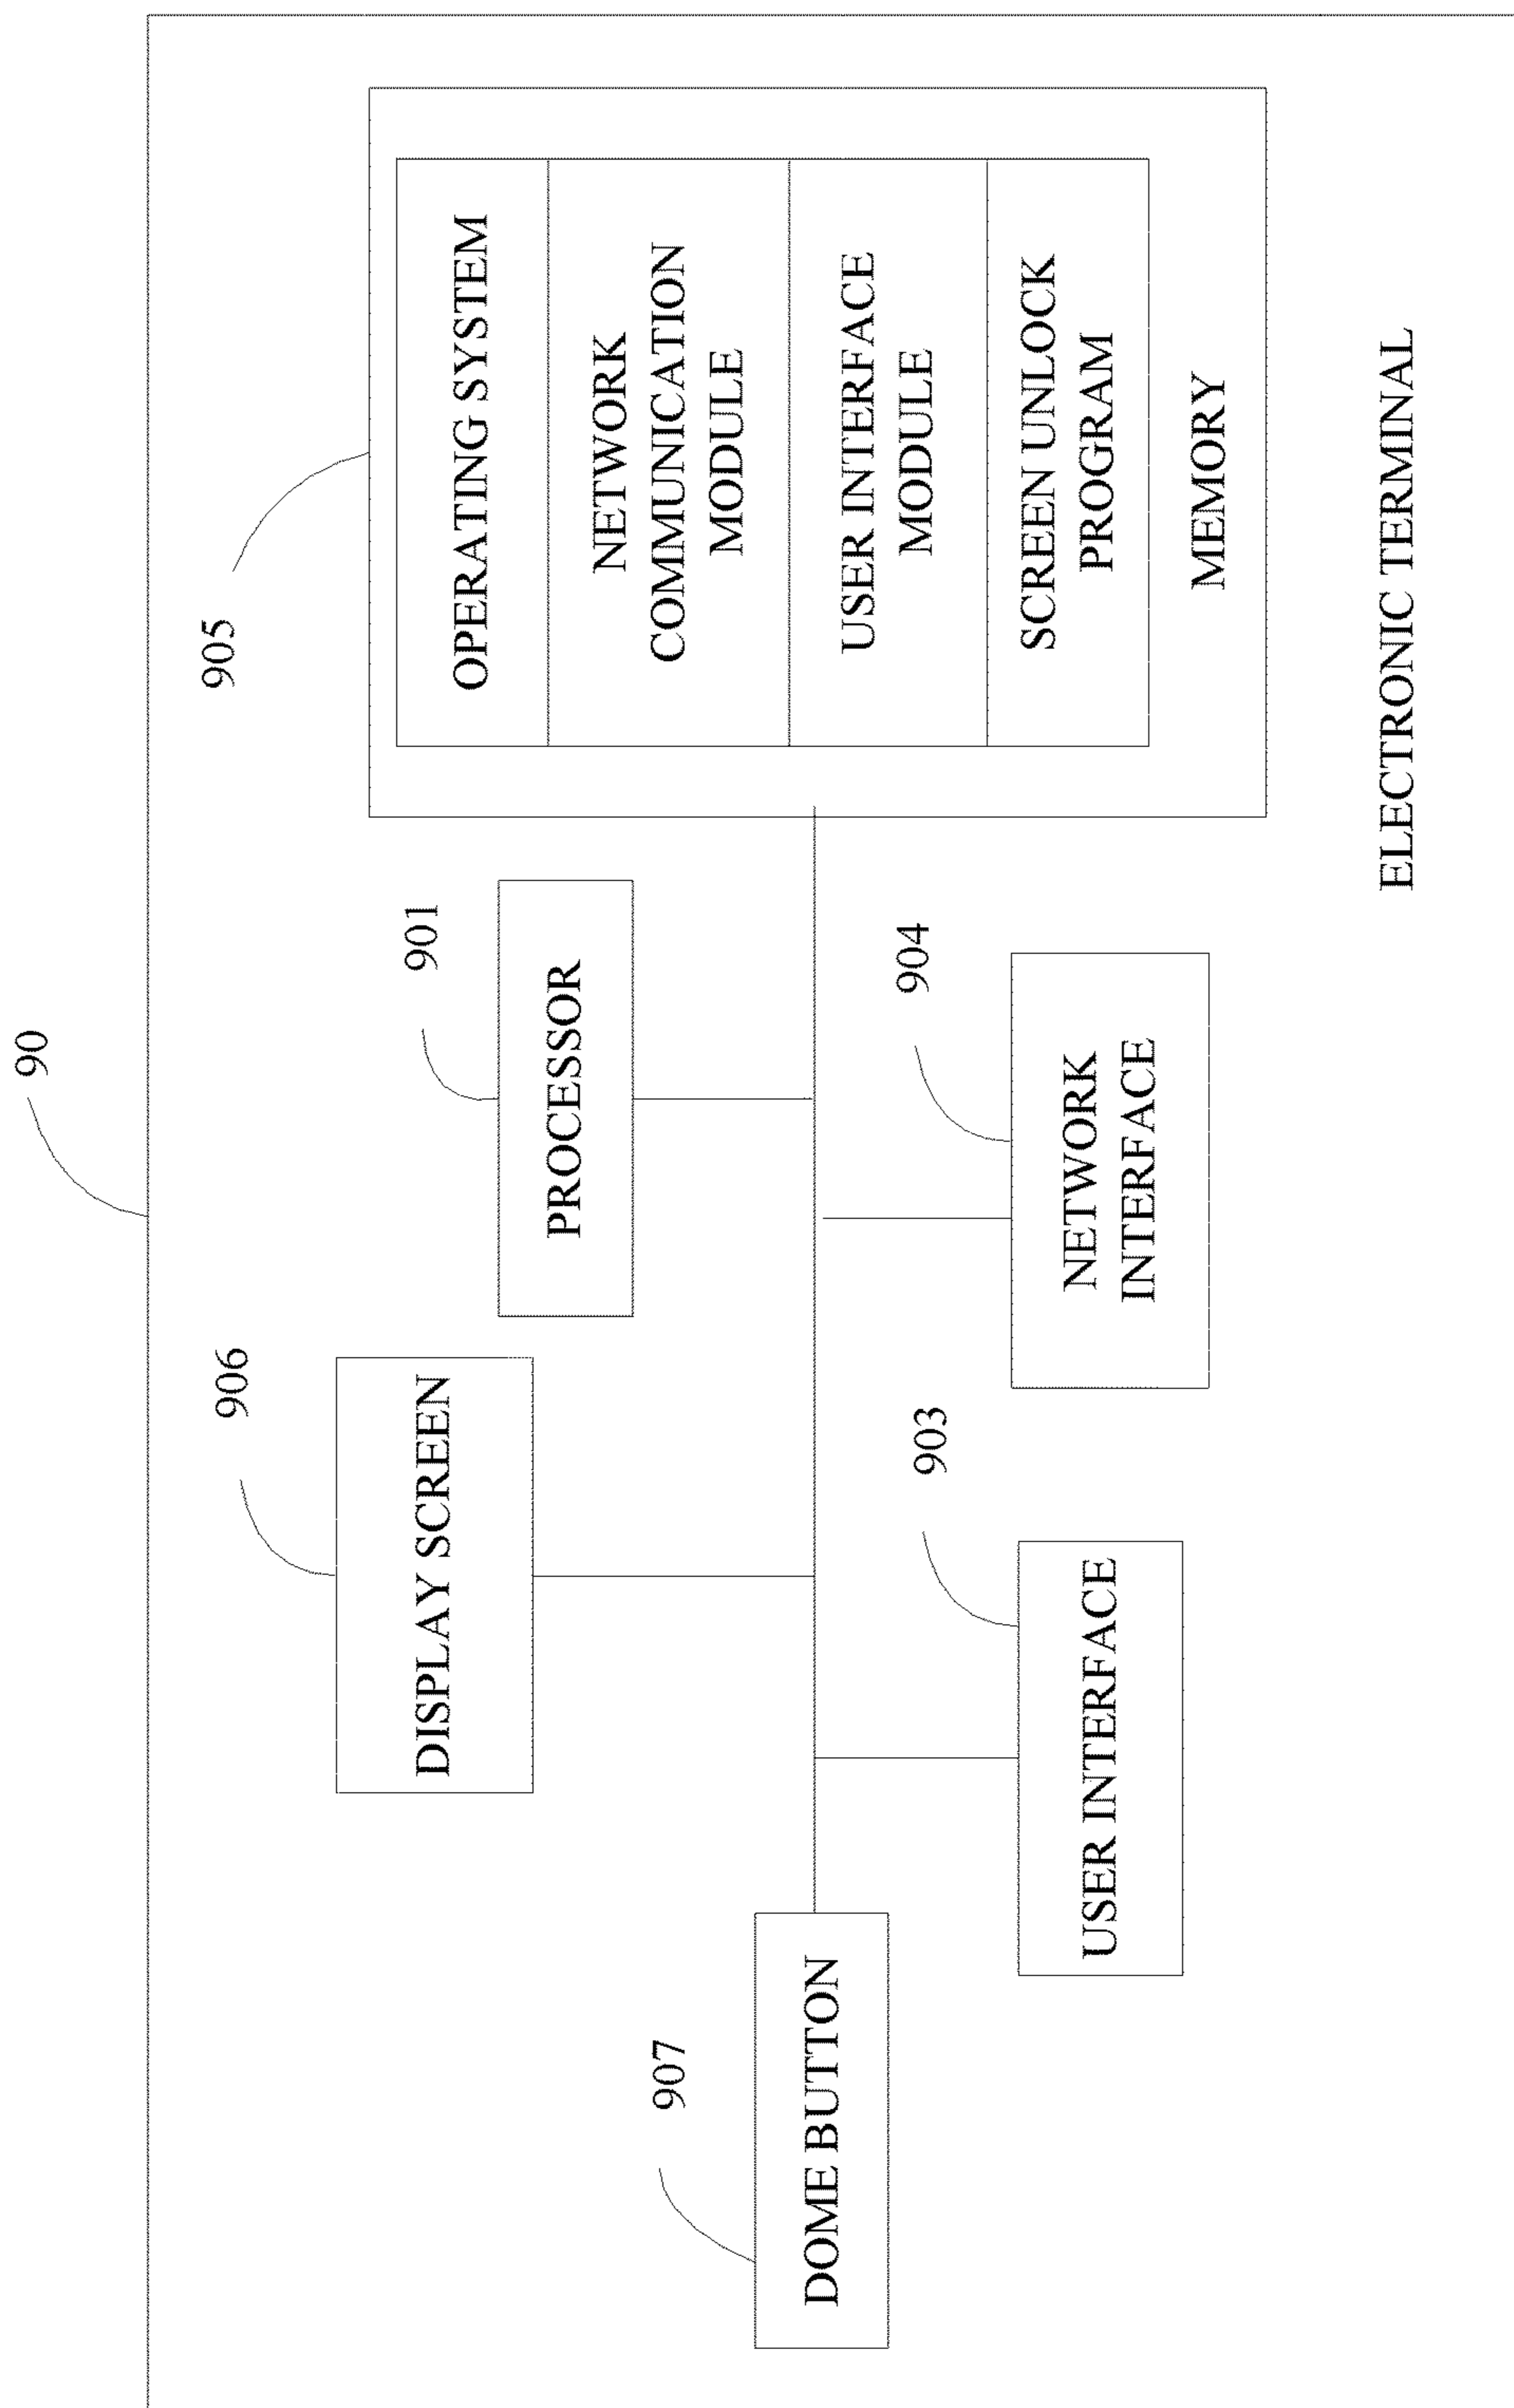 90
905
OPERATING SYSTEM
NETWORK
COMMUNICATION
MODULE
USER INTERFACE
MODULE
SCREEN UNLOCK
PROGRAM
MEMORY
906
DISPLAY SCREEN
901
PROCESSOR
907
DOME BUTTON
903
USER INTERFACE
904
NETWORK
INTERFACE
ELECTRONIC TERMINAL